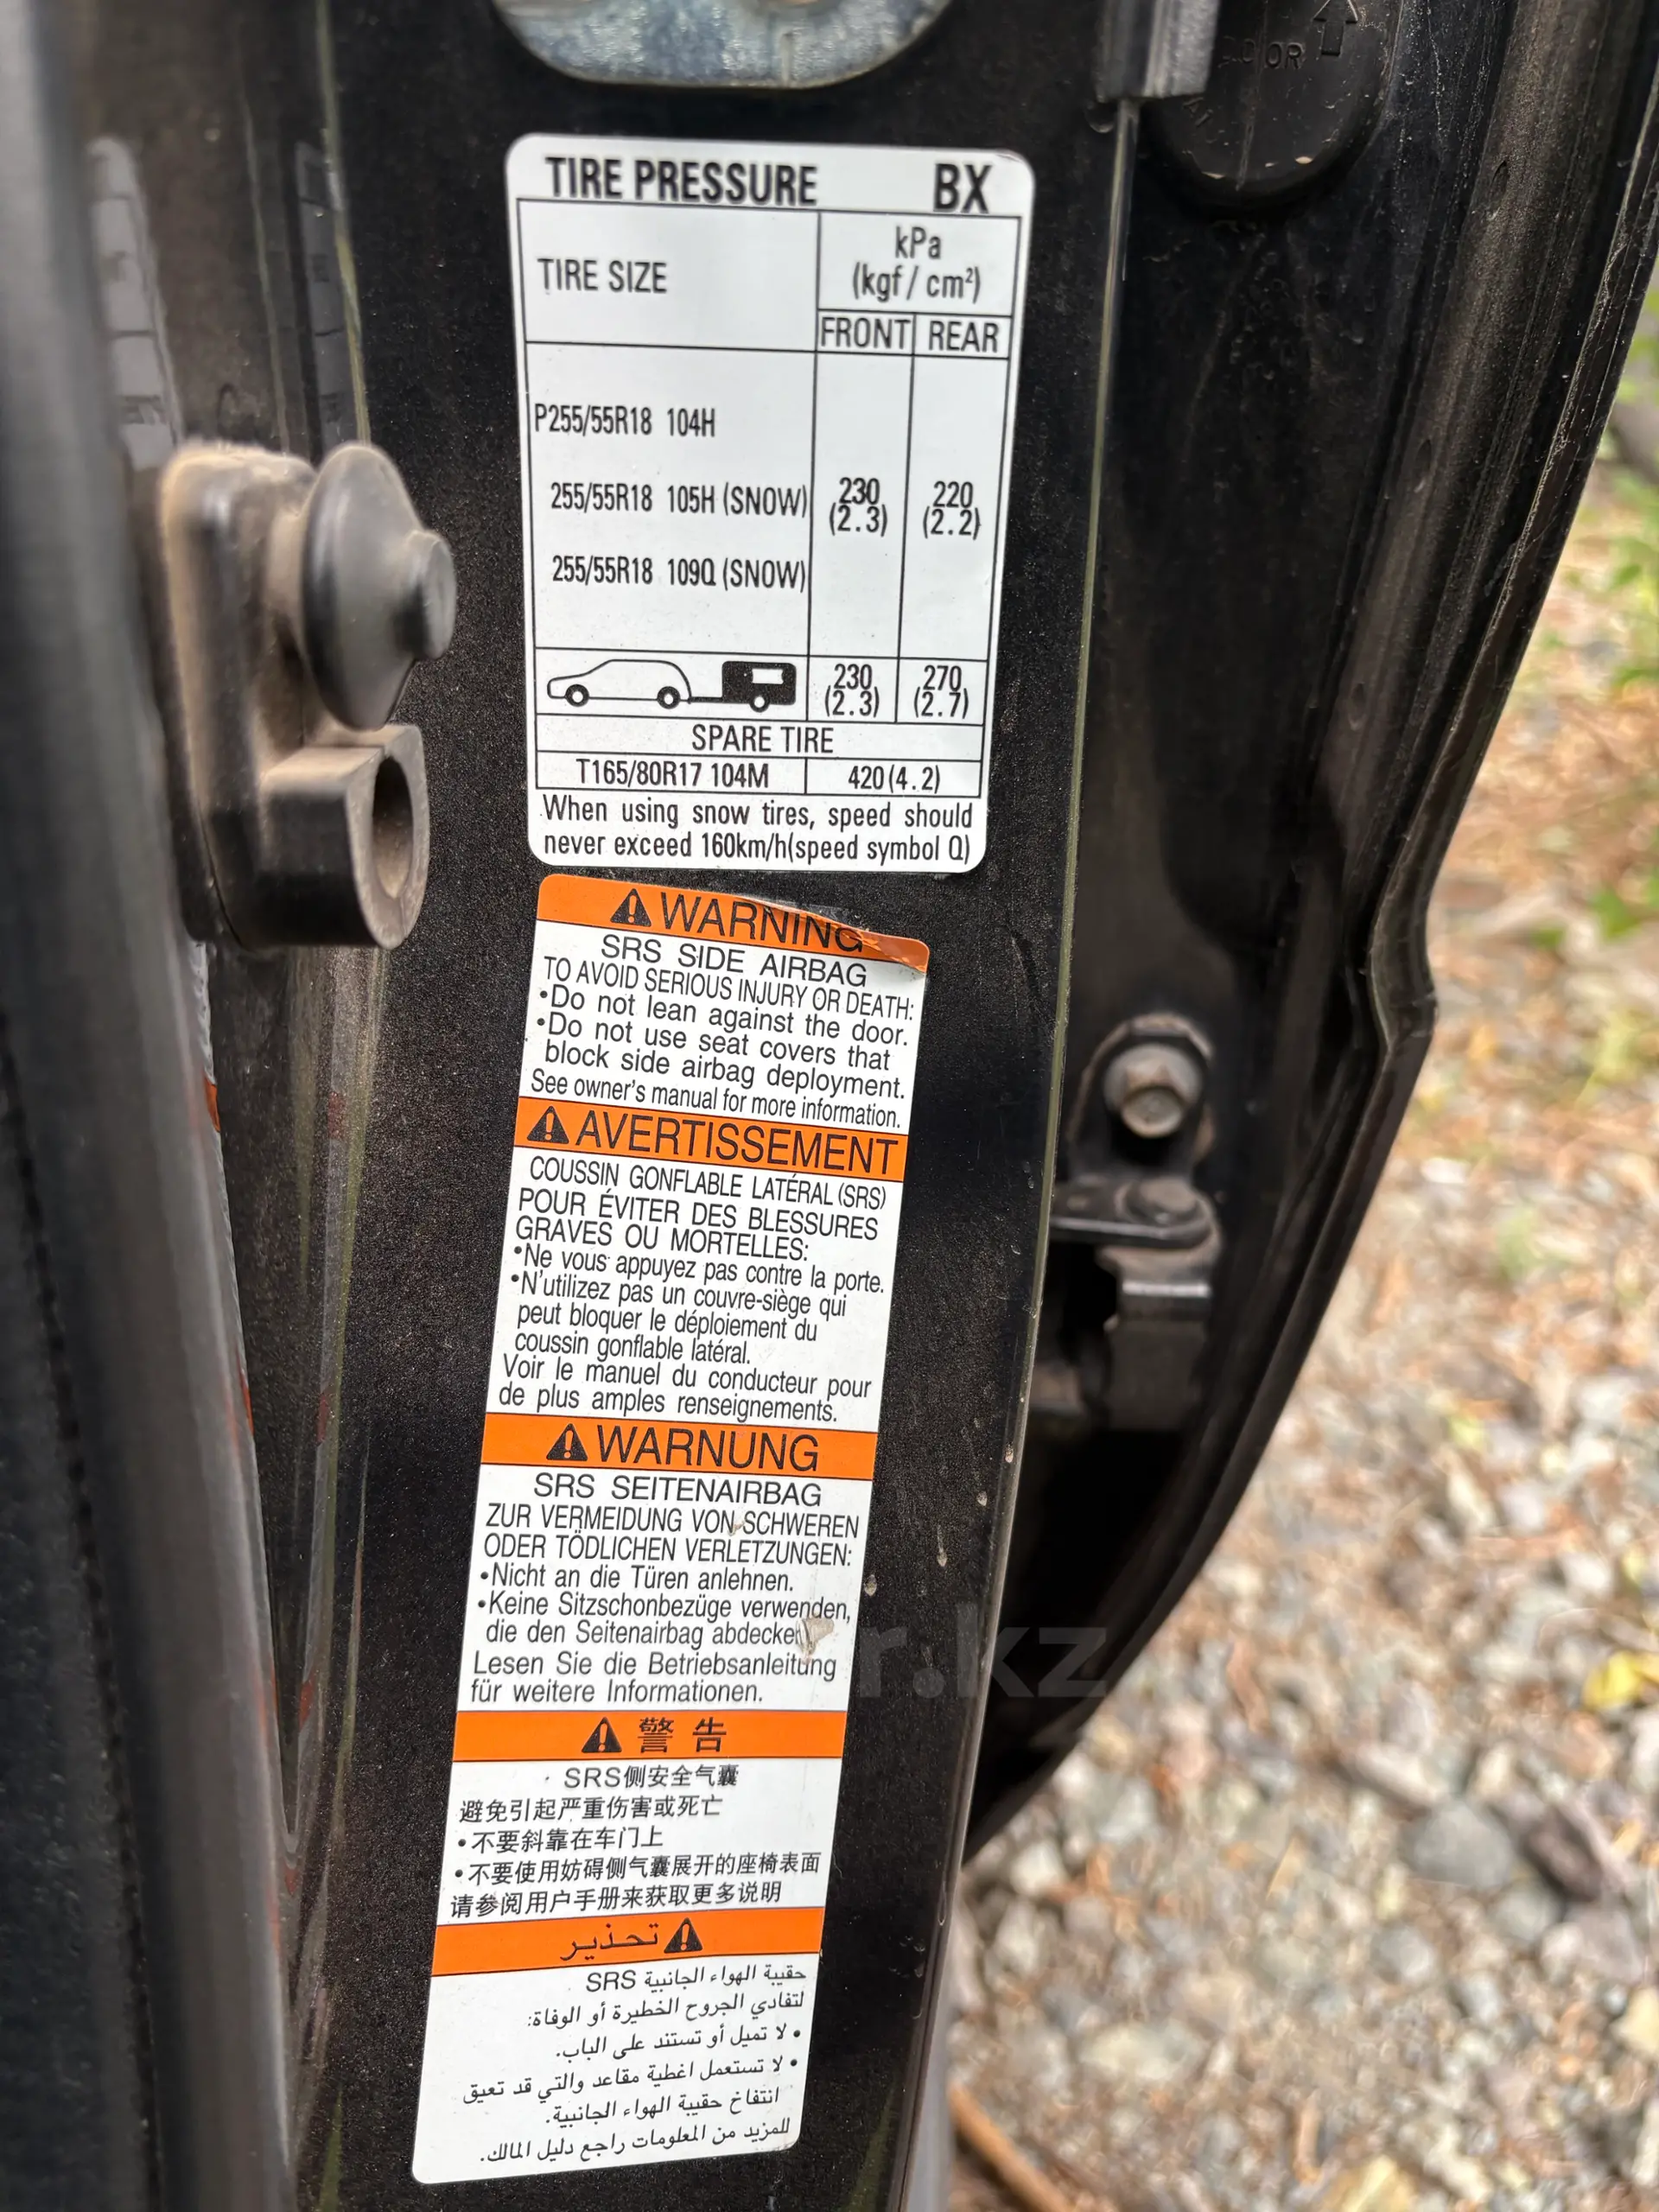 TIRE PRESSURE BX
TIRE SIZE
kPa
(kgf / cm²)
FRONT REAR
P255/55R18 104H
255/55R18 105H (SNOW)
255/55R18 109Q (SNOW)
230 220
(2.3) (2.2)
230 270
(2.3) (2.7)
SPARE TIRE
T165/80R17 104M 420(4.2)
When using snow tires, speed should
never exceed 160km/h(speed symbol Q)
WARNING
SRS SIDE AIRBAG
TO AVOID SERIOUS INJURY OR DEATH:
•Do not lean against the door.
•Do not use seat covers that
block side airbag deployment.
See owner's manual for more information.
AVERTISSEMENT
COUSSIN GONFLABLE LATÉRAL (SRS)
POUR ÉVITER DES BLESSURES
GRAVES OU MORTELLES:
•Ne vous appuyez pas contre la porte.
•N'utilizez pas un couvre-siège qui
peut bloquer le déploiement du
coussin gonflable latéral.
Voir le manuel du conducteur pour
de plus amples renseignements.
WARNUNG
SRS SEITENAIRBAG
ZUR VERMEIDUNG VON SCHWEREN
ODER TÖDLICHEN VERLETZUNGEN:
•Nicht an die Türen anlehnen.
•Keine Sitzschonbezüge verwenden,
die den Seitenairbag abdecken
Lesen Sie die Betriebsanleitung
für weitere Informationen.
警告
SRS侧安全气囊
避免引起严重伤害或死亡
•不要斜靠在车门上
•不要使用妨碍侧气囊展开的座椅表面
请参阅用户手册来获取更多说明
تحذير
حقيبة الهواء الجانبية SRS
لتفادي الجروح الخطيرة أو الوفاة:
• لا تميل أو تستند على الباب.
• لا تستعمل اغطية مقاعد والتي قد تعيق
انتفاخ حقيبة الهواء الجانبية.
للمزيد من المعلومات راجع دليل المالك.
r.kz